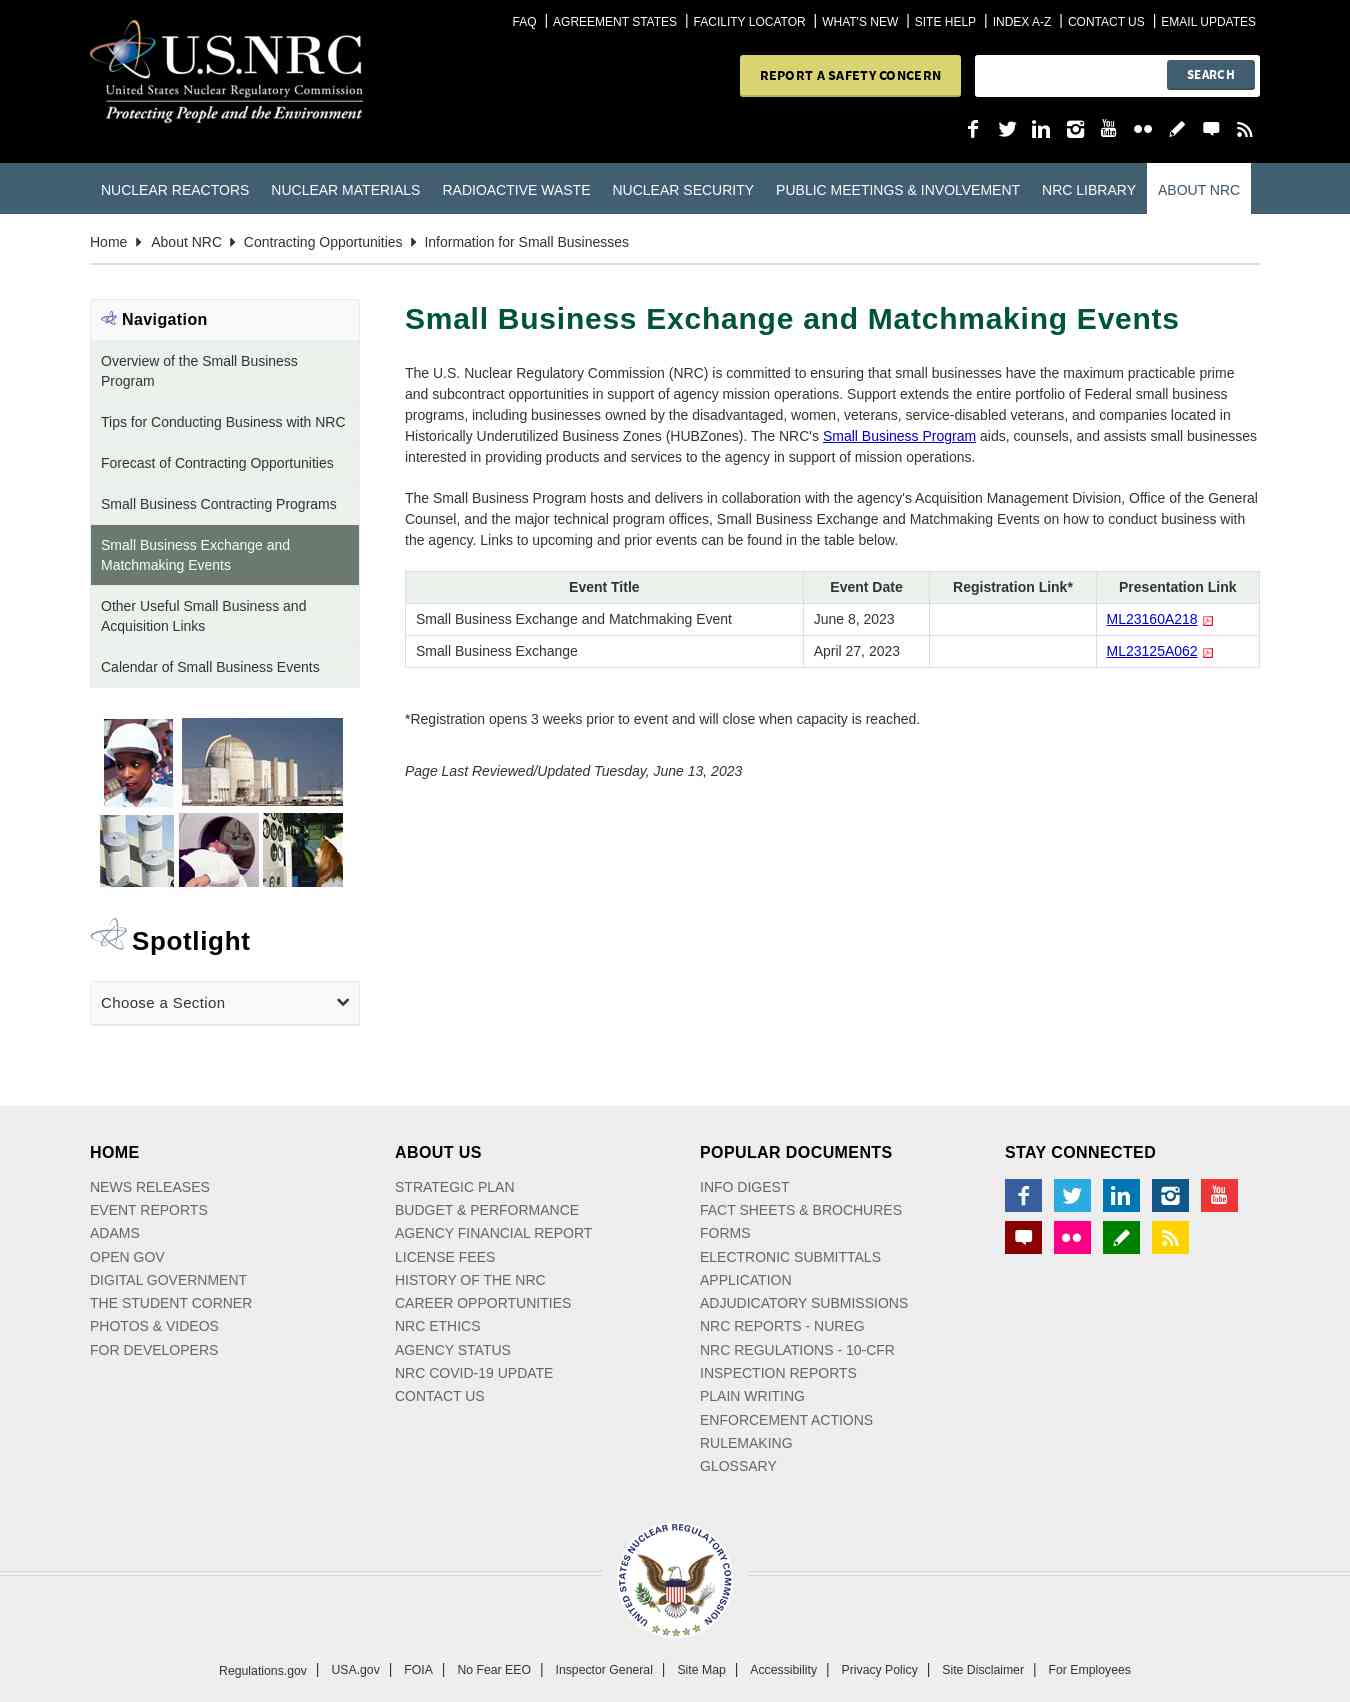 FAQ | AGREEMENT STATES | FACILITY LOCATOR | WHAT'S NEW | SITE HELP | INDEX A-Z | CONTACT US | EMAIL UPDATES
U.S.NRC
United States Nuclear Regulatory Commission
Protecting People and the Environment
REPORT A SAFETY CONCERN
SEARCH
NUCLEAR REACTORS NUCLEAR MATERIALS RADIOACTIVE WASTE NUCLEAR SECURITY PUBLIC MEETINGS & INVOLVEMENT NRC LIBRARY ABOUT NRC
Home About NRC Contracting Opportunities Information for Small Businesses
Navigation
Overview of the Small Business
Program
Tips for Conducting Business with NRC
Forecast of Contracting Opportunities
Small Business Contracting Programs
Small Business Exchange and
Matchmaking Events
Other Useful Small Business and
Acquisition Links
Calendar of Small Business Events
Spotlight
Choose a Section
Small Business Exchange and Matchmaking Events
The U.S. Nuclear Regulatory Commission (NRC) is committed to ensuring that small businesses have the maximum practicable prime
and subcontract opportunities in support of agency mission operations. Support extends the entire portfolio of Federal small business
programs, including businesses owned by the disadvantaged, women, veterans, service-disabled veterans, and companies located in
Historically Underutilized Business Zones (HUBZones). The NRC's Small Business Program aids, counsels, and assists small businesses
interested in providing products and services to the agency in support of mission operations.
The Small Business Program hosts and delivers in collaboration with the agency's Acquisition Management Division, Office of the General
Counsel, and the major technical program offices, Small Business Exchange and Matchmaking Events on how to conduct business with
the agency. Links to upcoming and prior events can be found in the table below.
Event Title Event Date Registration Link* Presentation Link
Small Business Exchange and Matchmaking Event June 8, 2023 ML23160A218
Small Business Exchange April 27, 2023 ML23125A062
*Registration opens 3 weeks prior to event and will close when capacity is reached.
Page Last Reviewed/Updated Tuesday, June 13, 2023
HOME
NEWS RELEASES
EVENT REPORTS
ADAMS
OPEN GOV
DIGITAL GOVERNMENT
THE STUDENT CORNER
PHOTOS & VIDEOS
FOR DEVELOPERS
ABOUT US
STRATEGIC PLAN
BUDGET & PERFORMANCE
AGENCY FINANCIAL REPORT
LICENSE FEES
HISTORY OF THE NRC
CAREER OPPORTUNITIES
NRC ETHICS
AGENCY STATUS
NRC COVID-19 UPDATE
CONTACT US
POPULAR DOCUMENTS
INFO DIGEST
FACT SHEETS & BROCHURES
FORMS
ELECTRONIC SUBMITTALS
APPLICATION
ADJUDICATORY SUBMISSIONS
NRC REPORTS - NUREG
NRC REGULATIONS - 10-CFR
INSPECTION REPORTS
PLAIN WRITING
ENFORCEMENT ACTIONS
RULEMAKING
GLOSSARY
STAY CONNECTED
UNITED STATES NUCLEAR REGULATORY COMMISSION
Regulations.gov | USA.gov | FOIA | No Fear EEO | Inspector General | Site Map | Accessibility | Privacy Policy | Site Disclaimer | For Employees